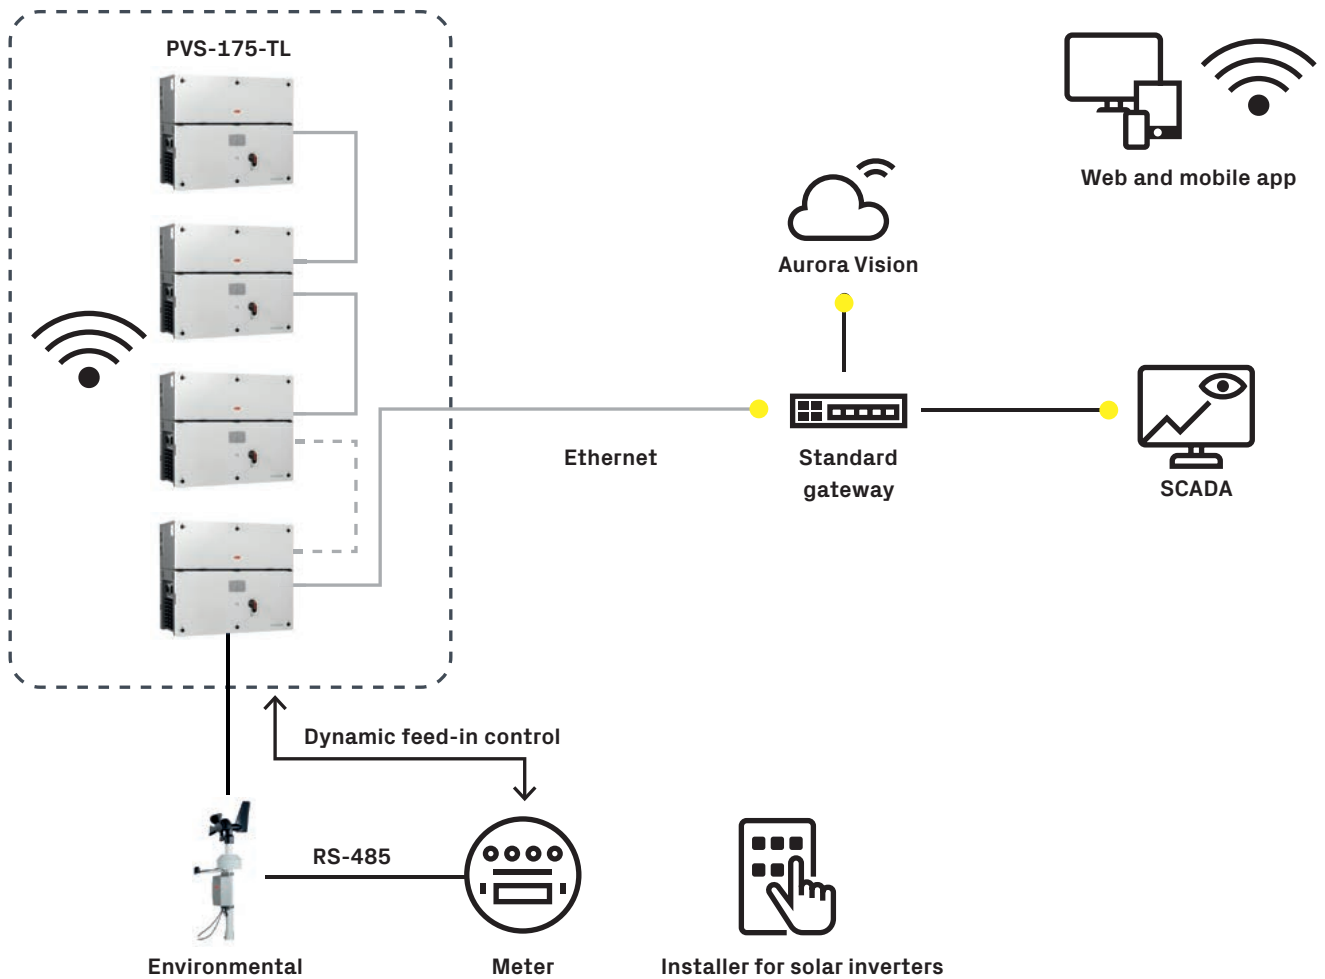 PVS-175-TL
Web and mobile app
Aurora Vision
Ethernet
Standard
gateway
SCADA
Dynamic feed-in control
RS-485
Environmental
Meter
Installer for solar inverters